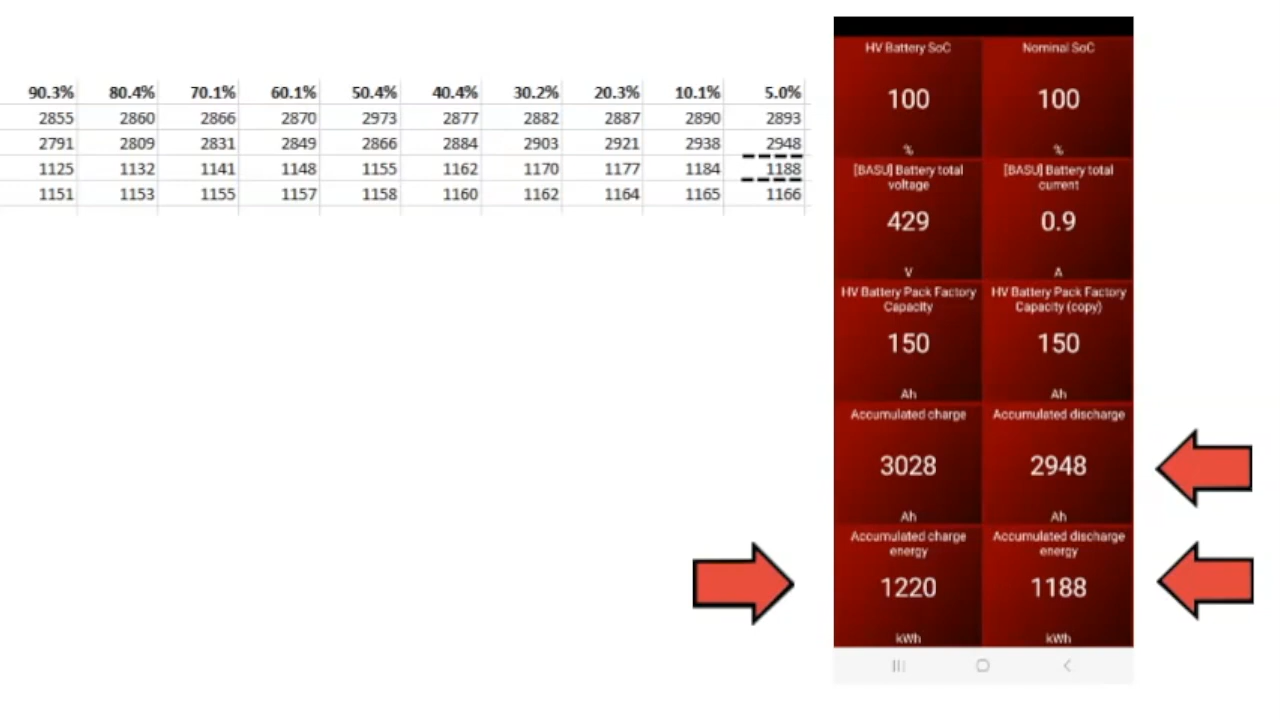 90.3% 80.4% 70.1% 60.1% 50.4% 40.4% 30.2% 20.3% 10.1% 5.0%
2855 2860 2866 2870 2973 2877 2882 2887 2890 2893
2791 2809 2831 2849 2866 2884 2903 2921 2938 2948
1125 1132 1141 1148 1155 1162 1170 1177 1184 1188
1151 1153 1155 1157 1158 1160 1162 1164 1165 1166
HV Battery SoC
100
%
Nominal SoC
100
%
[BASU] Battery total
voltage
429
V
[BASU] Battery total
current
0.9
A
HV Battery Pack Factory
Capacity
150
Ah
HV Battery Pack Factory
Capacity (copy)
150
Ah
Accumulated charge
3028
Ah
Accumulated discharge
2948
Ah
Accumulated charge
energy
1220
kWh
Accumulated discharge
energy
1188
kWh